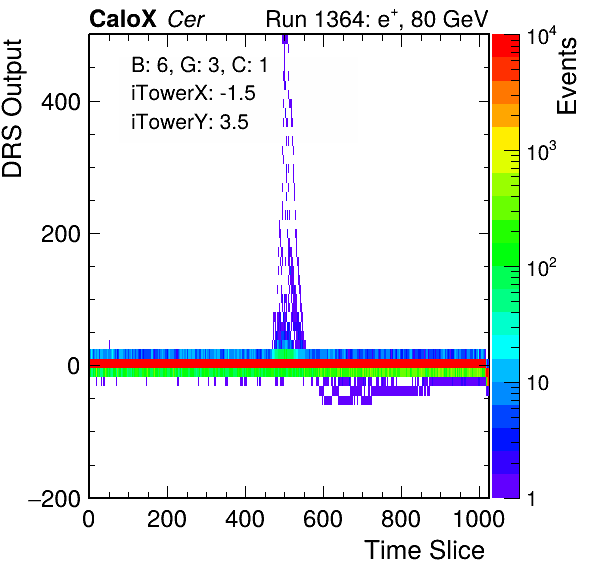 CaloX Cer Run 1364: e⁺, 80 GeV
B: 6, G: 3, C: 1
iTowerX: -1.5
iTowerY: 3.5
DRS Output
400
200
0
−200
0 200 400 600 800 1000
Time Slice
Events
10⁴
10³
10²
10
1